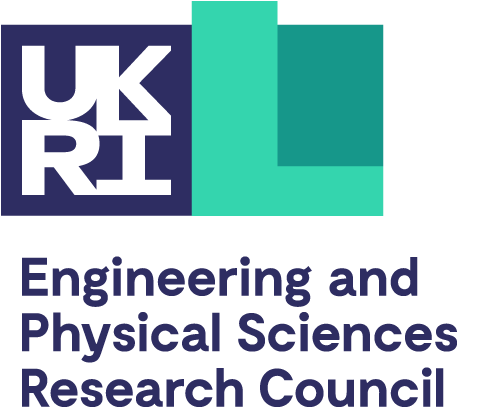 UK
RI
Engineering and
Physical Sciences
Research Council